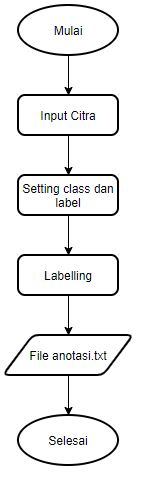 Mulai
Input Citra
Setting class dan
label
Labelling
File anotasi.txt
Selesai